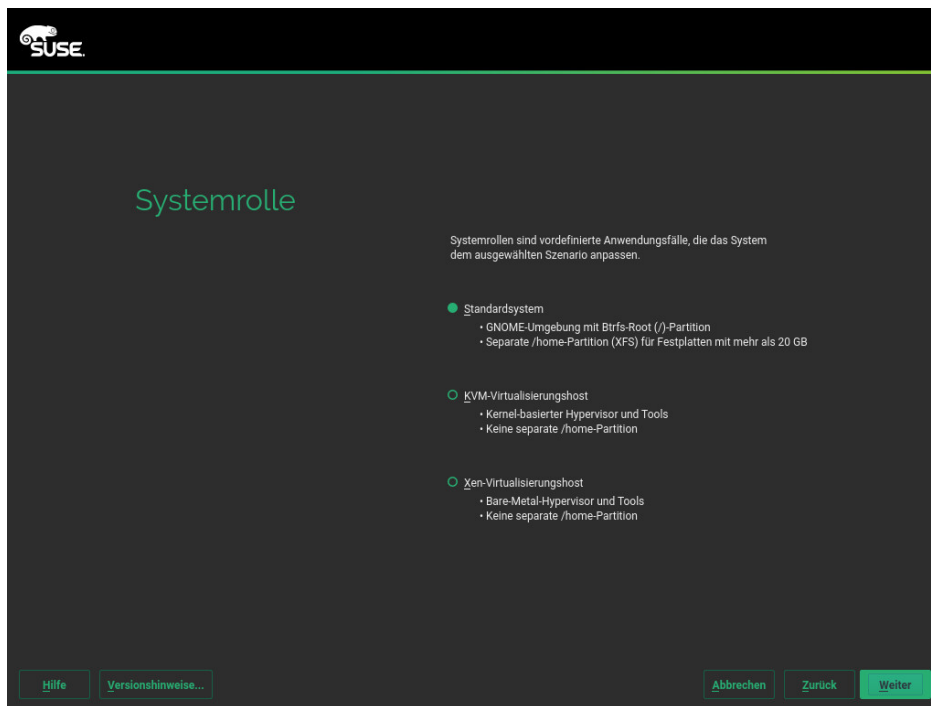 SUSE.
Systemrolle
Systemrollen sind vordefinierte Anwendungsfälle, die das System
dem ausgewählten Szenario anpassen.
Standardsystem
• GNOME-Umgebung mit Btrfs-Root (/)-Partition
• Separate /home-Partition (XFS) für Festplatten mit mehr als 20 GB
KVM-Virtualisierungshost
• Kernel-basierter Hypervisor und Tools
• Keine separate /home-Partition
Xen-Virtualisierungshost
• Bare-Metal-Hypervisor und Tools
• Keine separate /home-Partition
Hilfe
Versionshinweise...
Abbrechen
Zurück
Weiter